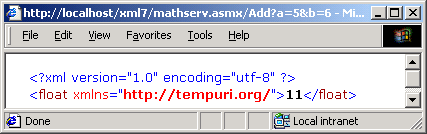 http://localhost/xml7/mathserv.asmx/Add?a=5&b=6 - Mi...
File Edit View Favorites Tools Help
<?xml version="1.0" encoding="utf-8" ?>
<float xmlns="http://tempuri.org/">11</float>
Done Local intranet